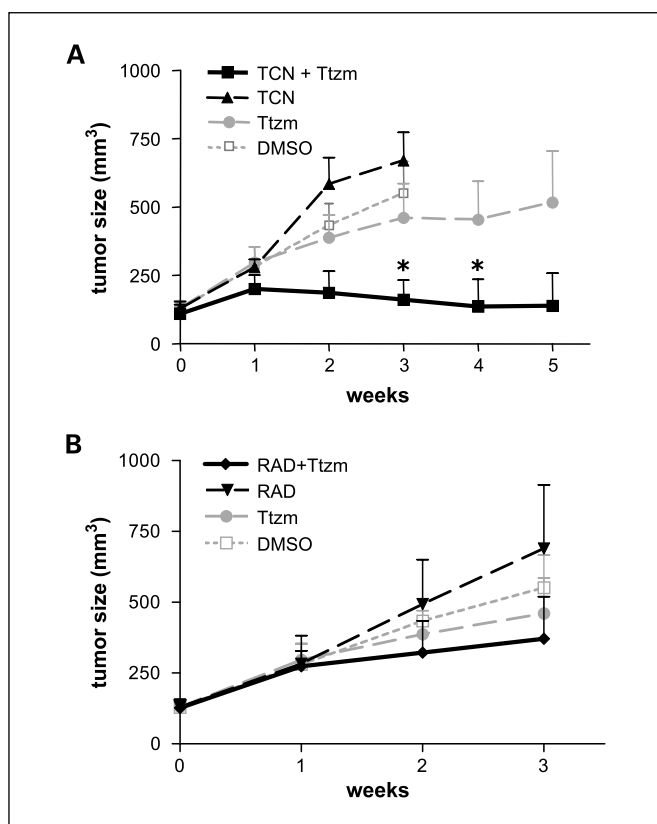 A
1000
750
500
250
0
tumor size (mm³)
TCN + Ttzm
TCN
Ttzm
DMSO
* *
0 1 2 3 4 5
weeks
B
1000
750
500
250
0
tumor size (mm³)
RAD+Ttzm
RAD
Ttzm
DMSO
0 1 2 3
weeks